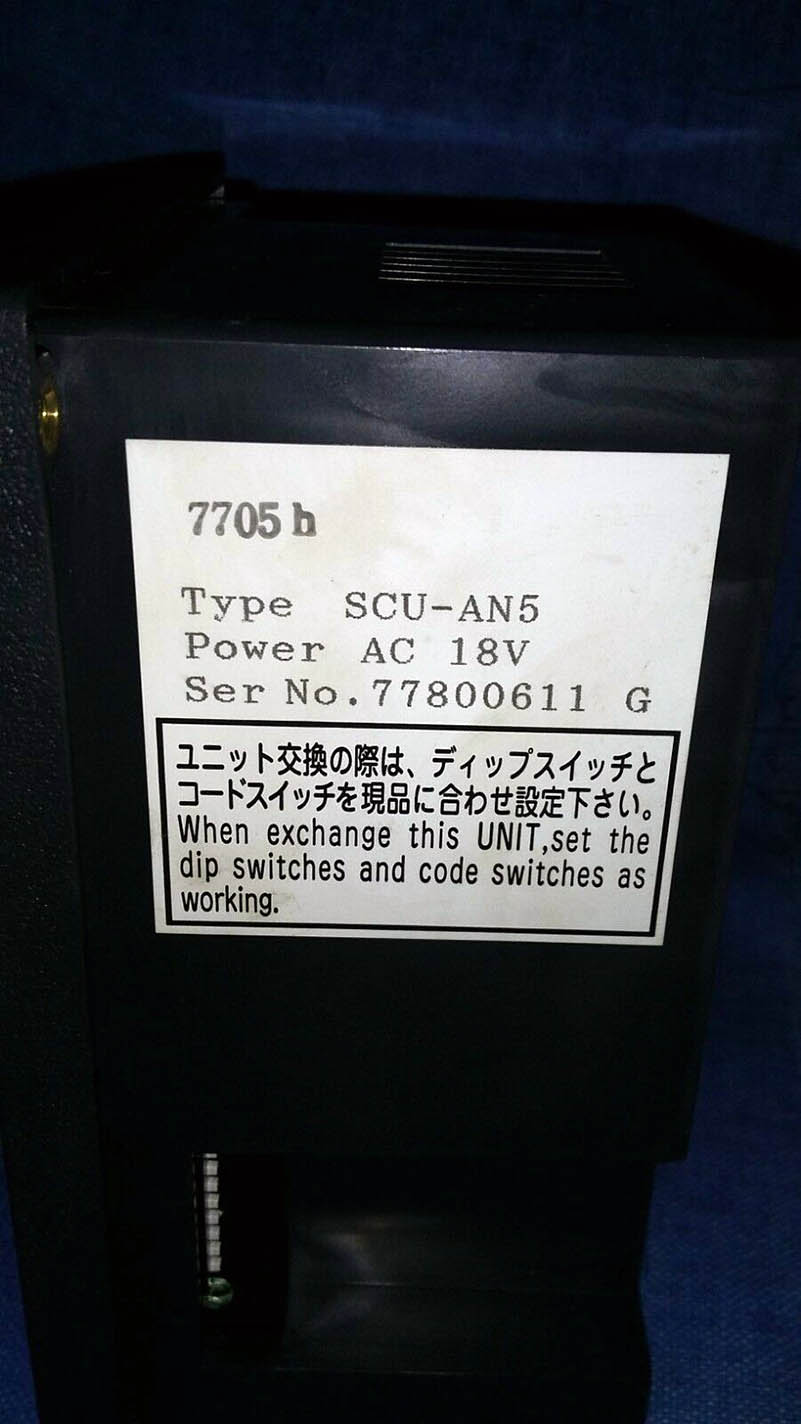 7705 h
Type SCU-AN5
Power AC 18V
Ser No. 77800611 G
ユニット交換の際は、ディップスイッチと
コードスイッチを現品に合わせ設定下さい。
When exchange this UNIT,set the
dip switches and code switches as
working.